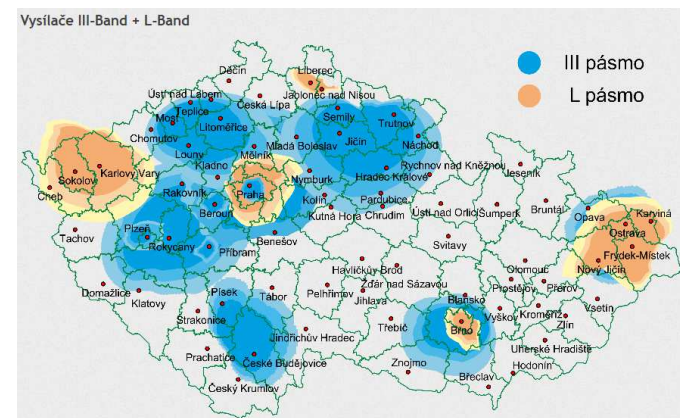 Vysílače III-Band + L-Band
III pásmo
L pásmo
Děčín
Liberec
Jablonec nad Nisou
Ústí nad Labem
Teplice
Česká Lípa
Most
Litoměřice
Chomutov
Semily
Trutnov
Louny
Mladá Boleslav
Jičín
Náchod
Mělník
Kladno
Karlovy Vary
Sokolov
Cheb
Rakovník
Praha
Nymburk
Hradec Králové
Rychnov nad Kněžnou
Jeseník
Beroun
Kolín
Pardubice
Kutná Hora
Chrudim
Ústí nad Orlicí
Šumperk
Bruntál
Opava
Karviná
Ostrava
Plzeň
Rokycany
Tachov
Příbram
Benešov
Svitavy
Frýdek-Místek
Nový Jičín
Havlíčkův Brod
Olomouc
Domažlice
Klatovy
Písek
Tábor
Pelhřimov
Žďár nad Sázavou
Jihlava
Blansko
Prostějov
Přerov
Vsetín
Strakonice
Vyškov
Kroměříž
Zlín
Třebíč
Brno
Jindřichův Hradec
Prachatice
České Budějovice
Uherské Hradiště
Znojmo
Hodonín
Břeclav
Český Krumlov